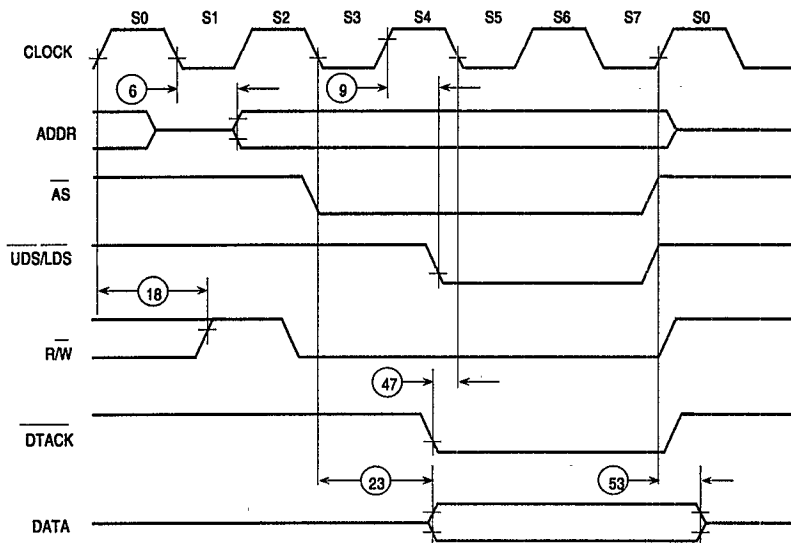 S0 S1 S2 S3 S4 S5 S6 S7 S0
CLOCK
6 9
ADDR
AS
UDS/LDS
18
R/W
47
DTACK
23 53
DATA